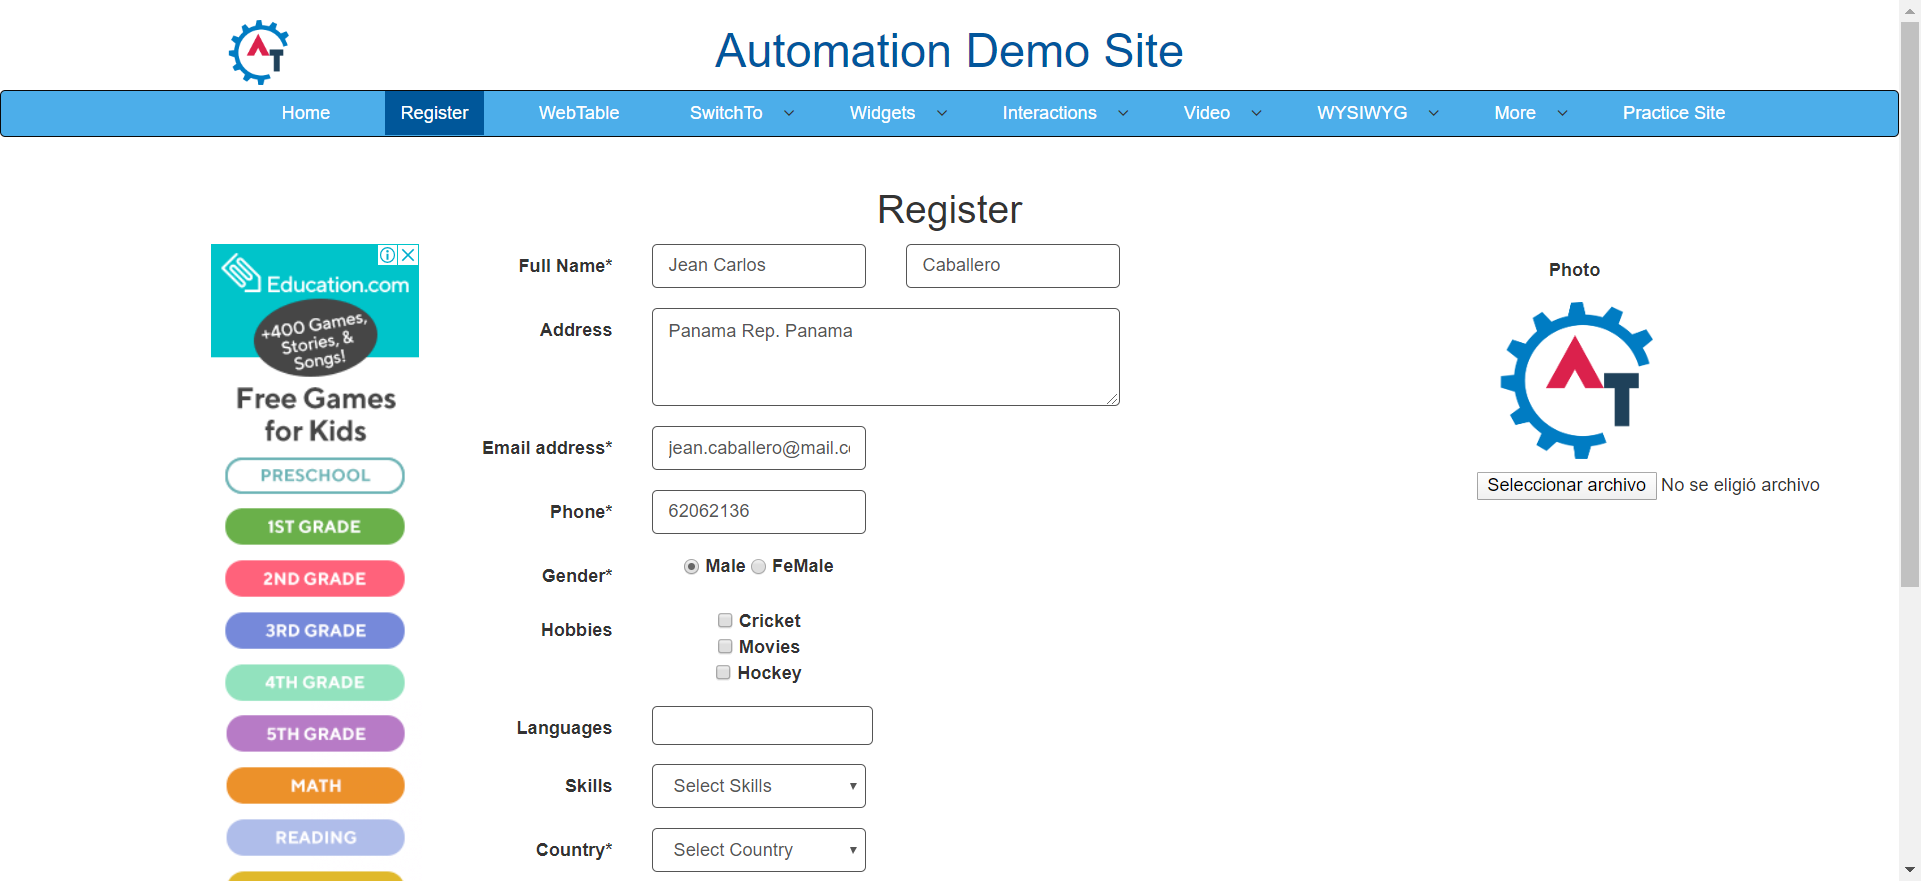 AT
Automation Demo Site
Home Register WebTable SwitchTo Widgets Interactions Video WYSIWYG More Practice Site
Register
Education.com
+400 Games,
Stories, &
Songs!
Free Games
for Kids
PRESCHOOL
1ST GRADE
2ND GRADE
3RD GRADE
4TH GRADE
5TH GRADE
MATH
READING
Full Name* Jean Carlos Caballero
Address Panama Rep. Panama
Email address* jean.caballero@mail.c
Phone* 62062136
Gender* Male FeMale
Hobbies Cricket
Movies
Hockey
Languages
Skills Select Skills
Country* Select Country
Photo
AT
Seleccionar archivo No se eligió archivo